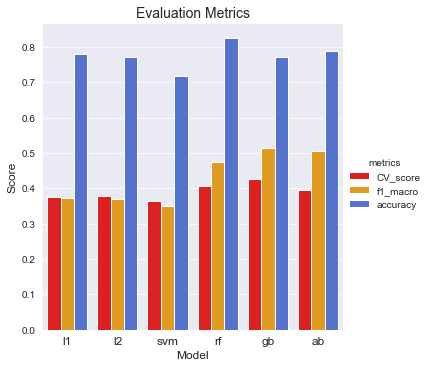 Evaluation Metrics
Score
0.8
0.7
0.6
0.5
0.4
0.3
0.2
0.1
0.0
l1 l2 svm rf gb ab
Model
metrics
CV_score
f1_macro
accuracy